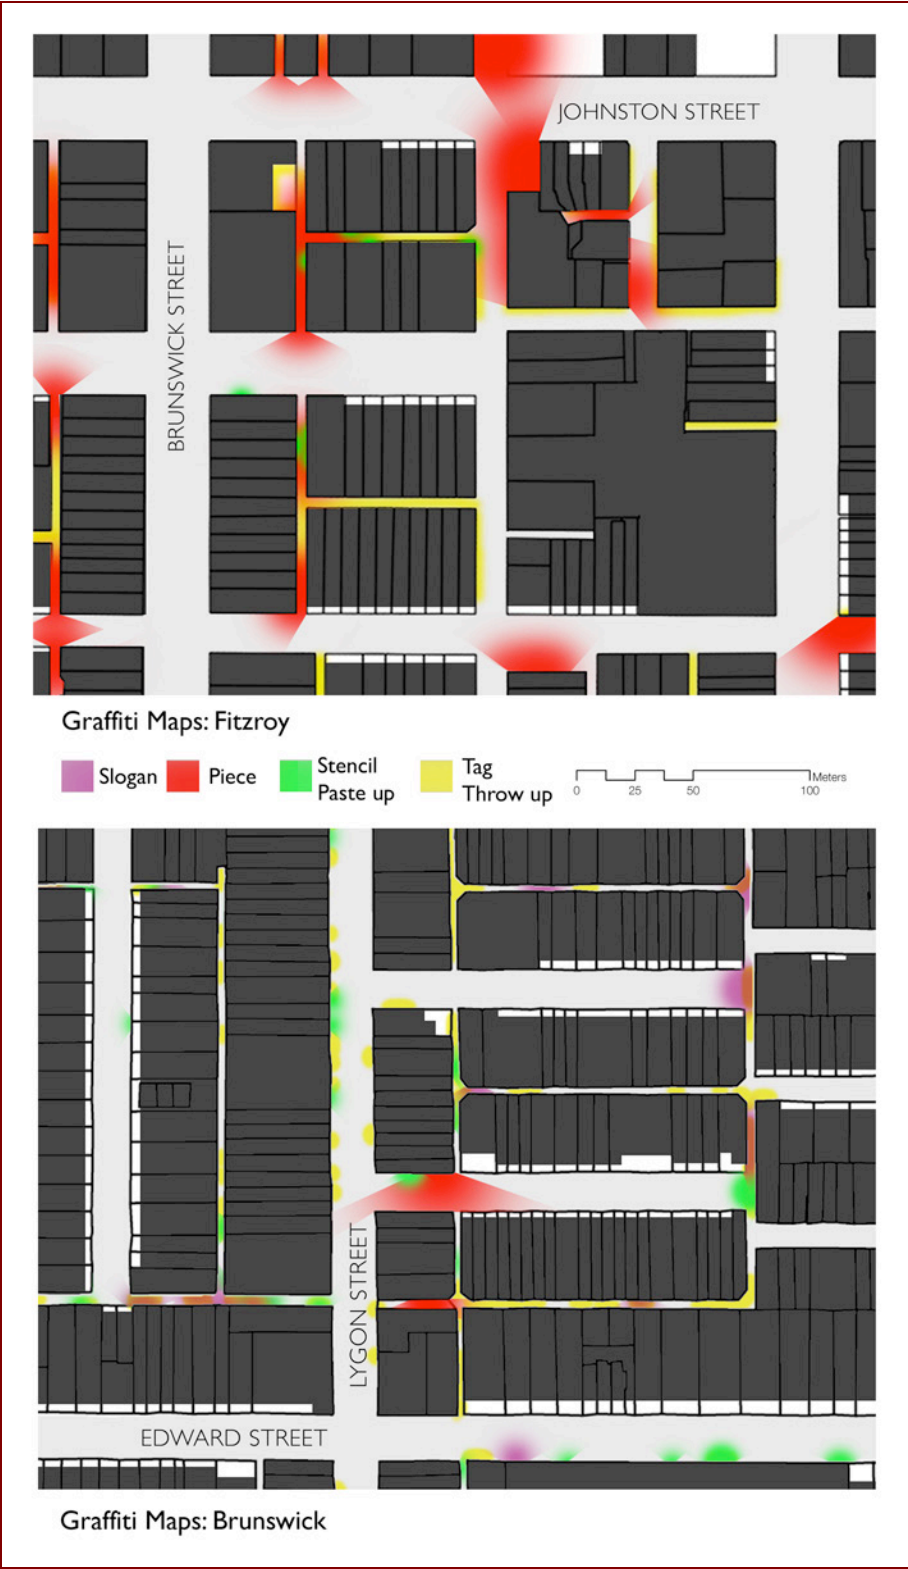 JOHNSTON STREET
BRUNSWICK STREET
Graffiti Maps: Fitzroy
Slogan
Piece
Stencil
Paste up
Tag
Throw up
Meters
0 25 50 100
LYGON STREET
EDWARD STREET
Graffiti Maps: Brunswick